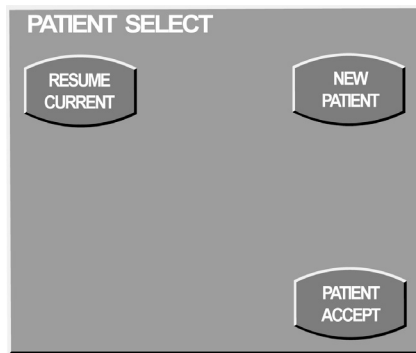 PATIENT SELECT
RESUME
CURRENT
NEW
PATIENT
PATIENT
ACCEPT